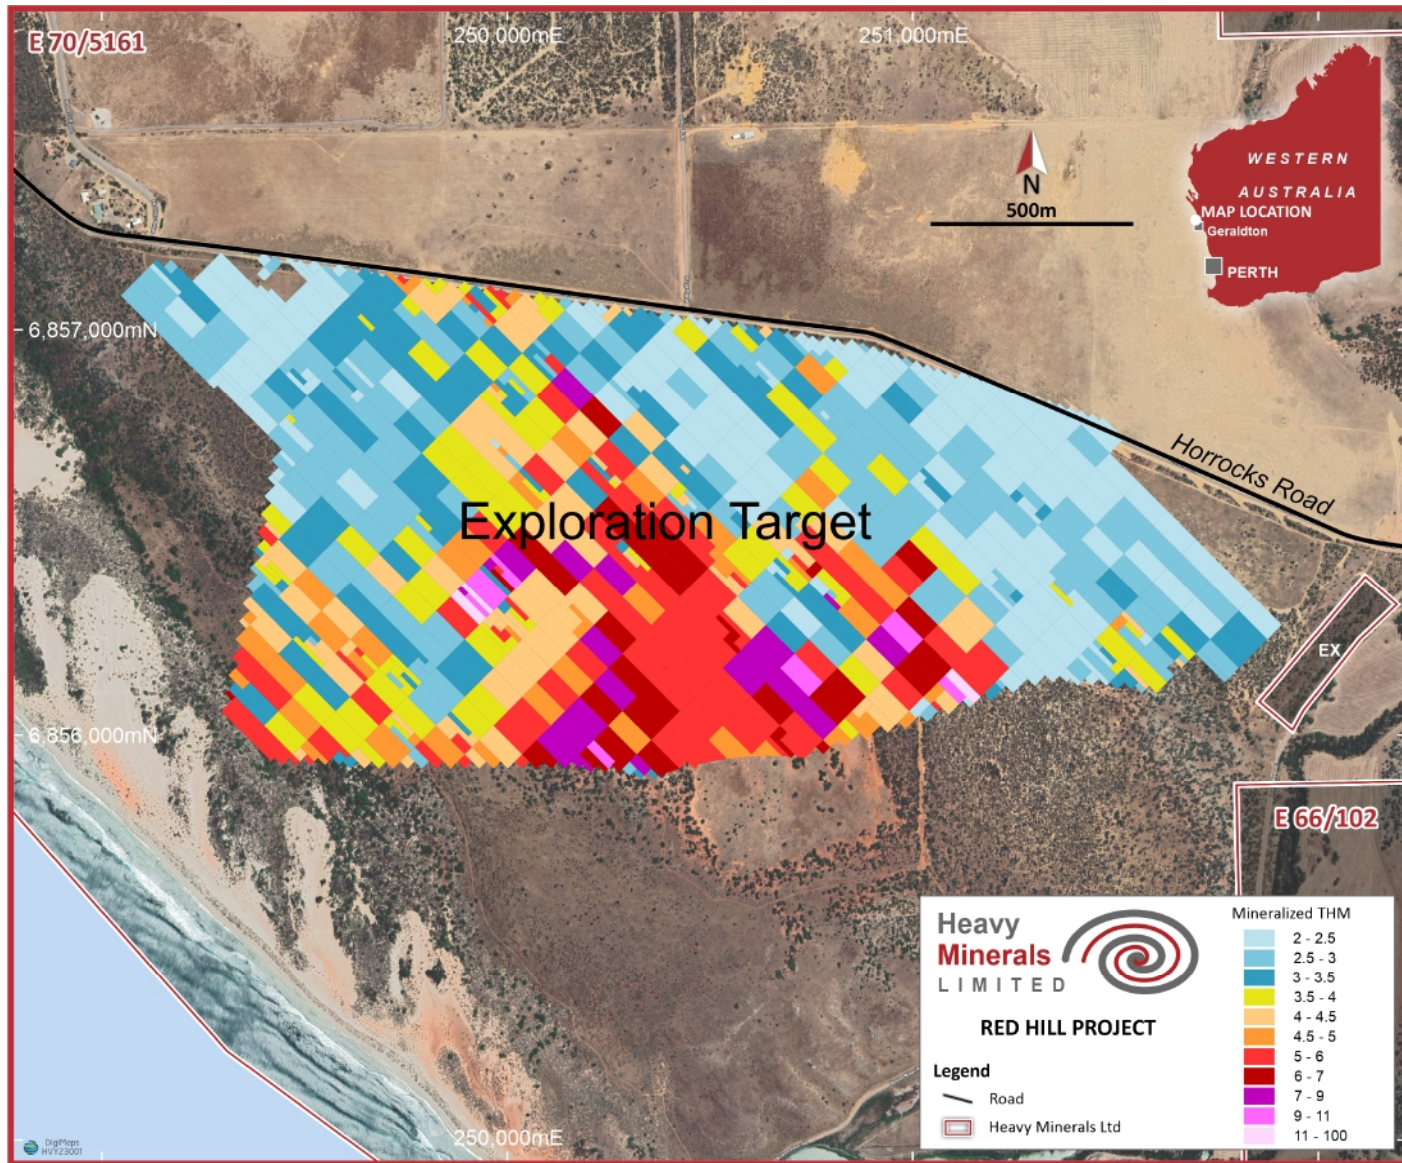 E 70/5161
250,000mE
251,000mE
WESTERN
AUSTRALIA
MAP LOCATION
Geraldton
PERTH
N
500m
6,857,000mN
Horrocks Road
Exploration Target
EX
6,856,000mN
E 66/102
Heavy
Minerals
LIMITED
RED HILL PROJECT
Legend
Road
Heavy Minerals Ltd
Mineralized THM
2 - 2.5
2.5 - 3
3 - 3.5
3.5 - 4
4 - 4.5
4.5 - 5
5 - 6
6 - 7
7 - 9
9 - 11
11 - 100
250,000mE
DigiMaps
HVYZ3001